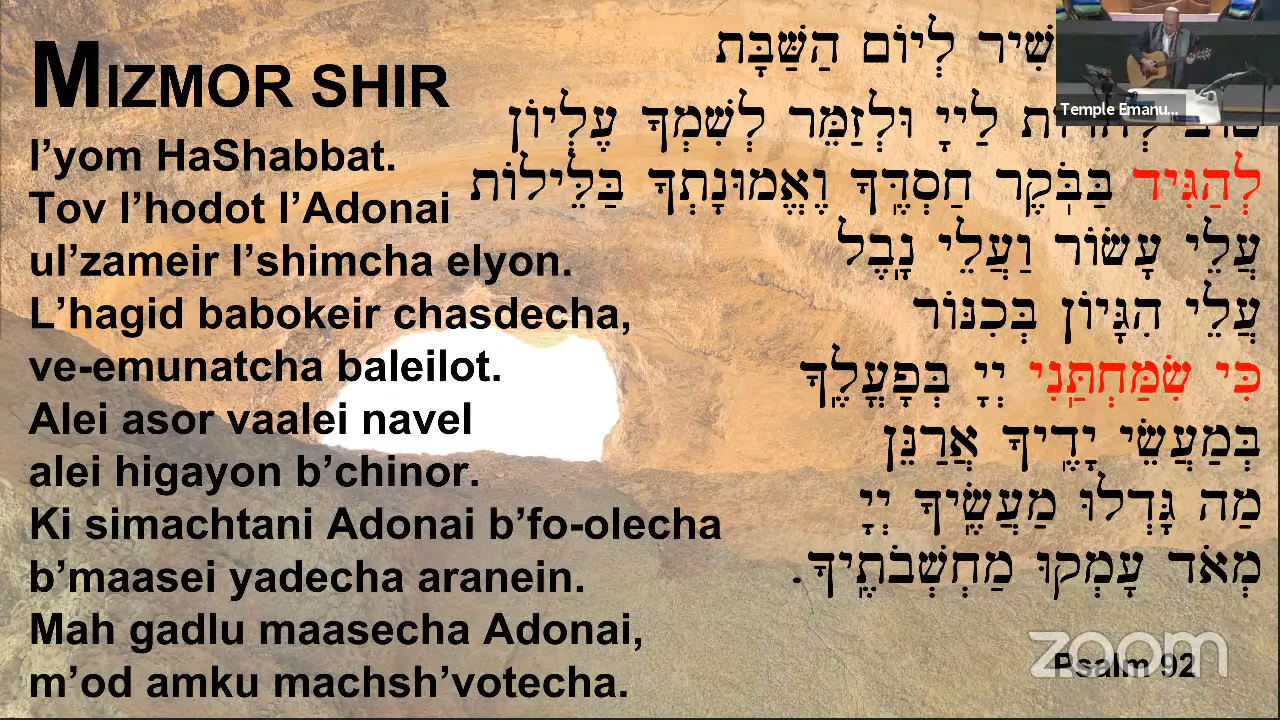 MIZMOR SHIR
l’yom HaShabbat.
Tov l’hodot l’Adonai
ul’zameir l’shimcha elyon.
L’hagid babokeir chasdecha,
ve-emunatcha baleilot.
Alei asor vaalei navel
alei higayon b’chinor.
Ki simachtani Adonai b’fo-olecha
b’maasei yadecha aranein.
Mah gadlu maasecha Adonai,
m’od amku machsh’votecha.
שִׁיר לְיוֹם הַשַּׁבָּת
לַייָ וּלְזַמֵּר לְשִׁמְךָ עֶלְיוֹן
לְהַגִּיד בַּבֹּקֶר חַסְדֶּךָ וֶאֱמוּנָתְךָ בַּלֵּילוֹת
עֲלֵי עָשׂוֹר וַעֲלֵי נָבֶל
עֲלֵי הִגָּיוֹן בְּכִנּוֹר
כִּי שִׂמַּחְתַּנִי יְיָ בְּפָעֳלֶךָ
בְּמַעֲשֵׂי יָדֶיךָ אֲרַנֵּן
מַה גָּדְלוּ מַעֲשֶׂיךָ יְיָ
מְאֹד עָמְקוּ מַחְשְׁבֹתֶיךָ.
Temple Emanu...
zoom
Psalm 92